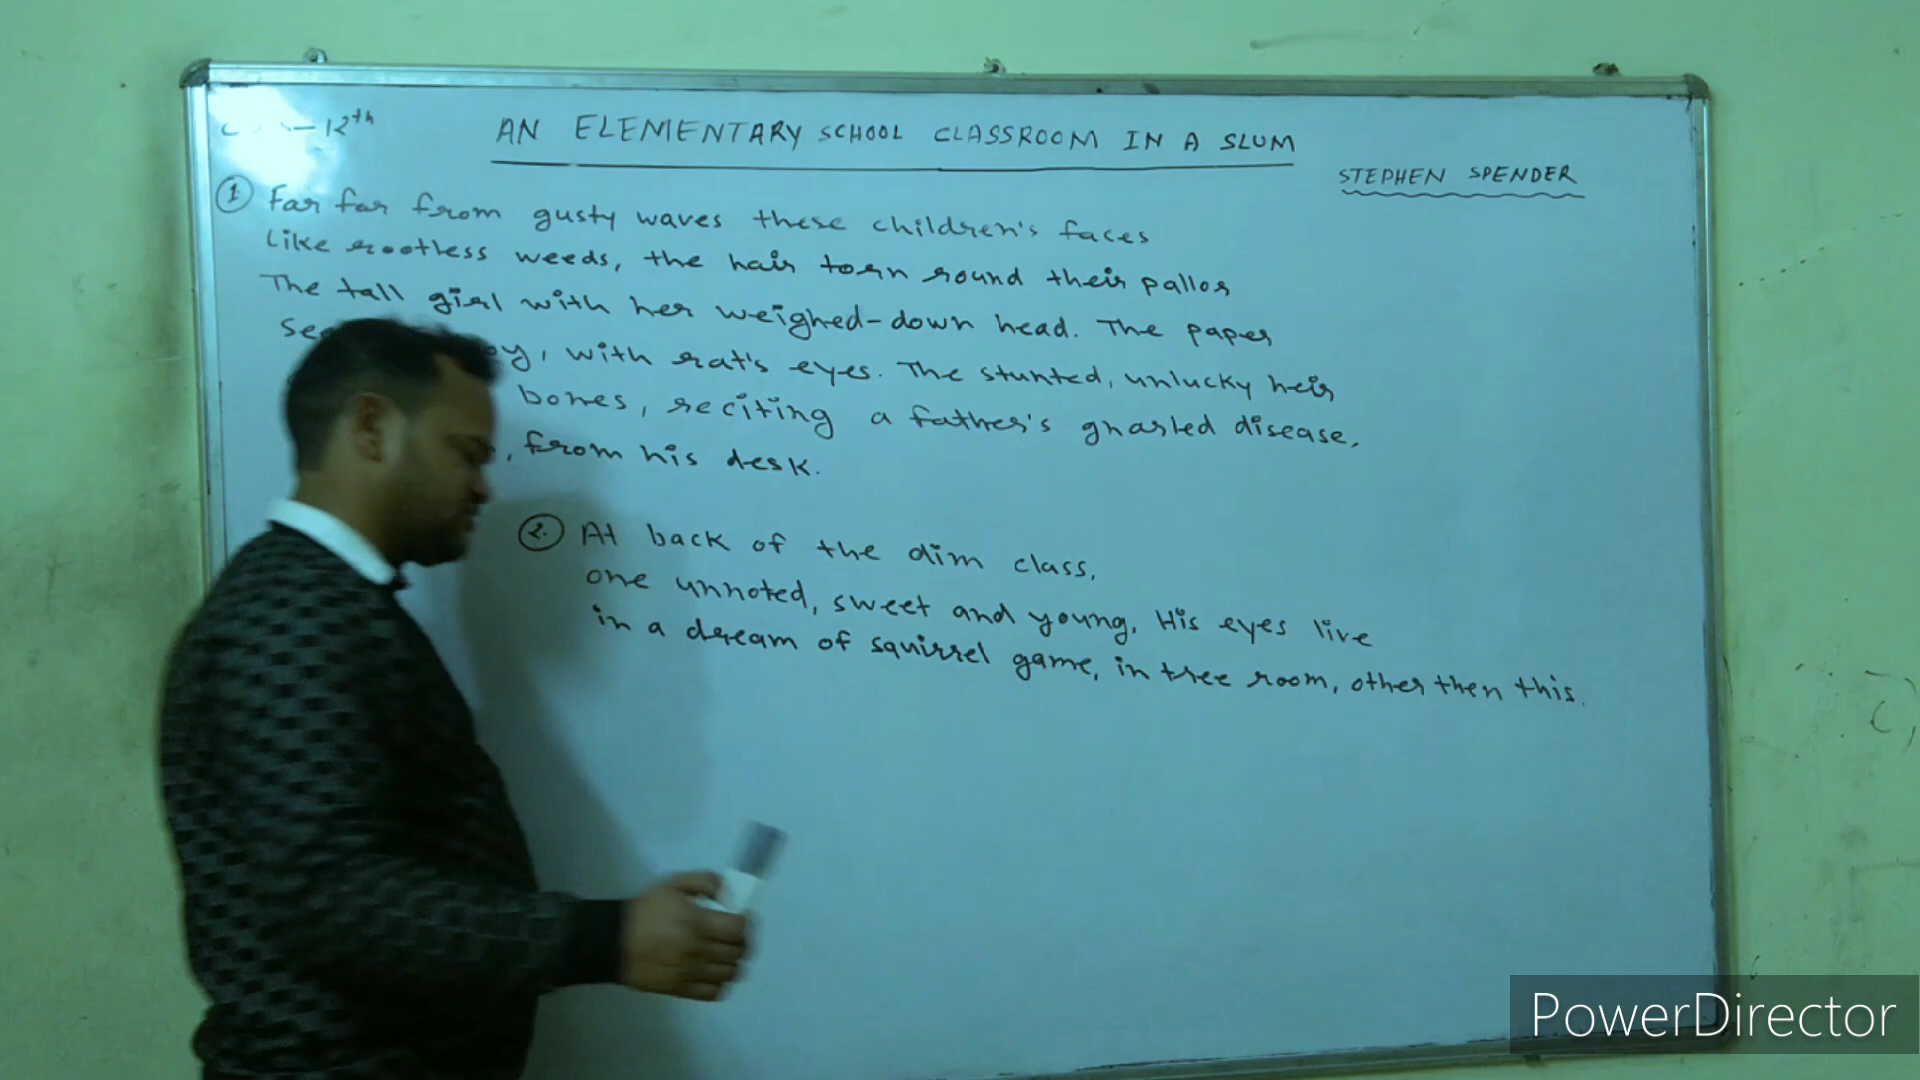 12th
AN ELEMENTARY SCHOOL CLASSROOM IN A SLUM
STEPHEN SPENDER
1. Far far from gusty waves these children's faces
Like rootless weeds, the hair torn round their pallor
The tall girl with her weighed-down head. The paper
, with rat's eyes. The stunted, unlucky heir
bones, reciting a father's gnarled disease,
, from his desk.
2. At back of the dim class,
one unnoted, sweet and young, His eyes live
in a dream of squirrel game, in tree room, other then this.
PowerDirector